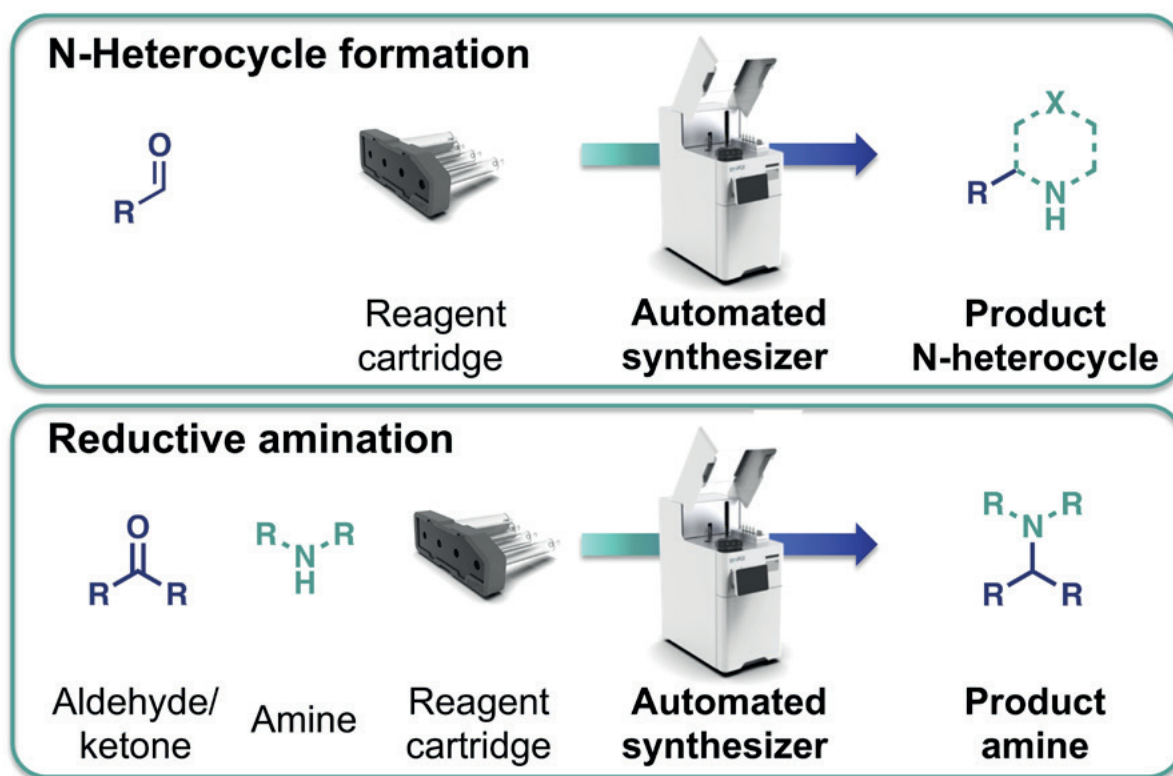 N-Heterocycle formation
O
R
X
R
N
H
Reagent
cartridge
Automated
synthesizer
Product
N-heterocycle
Reductive amination
O
R R
R R
N
H
R R
N
R R
Aldehyde/
ketone
Amine
Reagent
cartridge
Automated
synthesizer
Product
amine